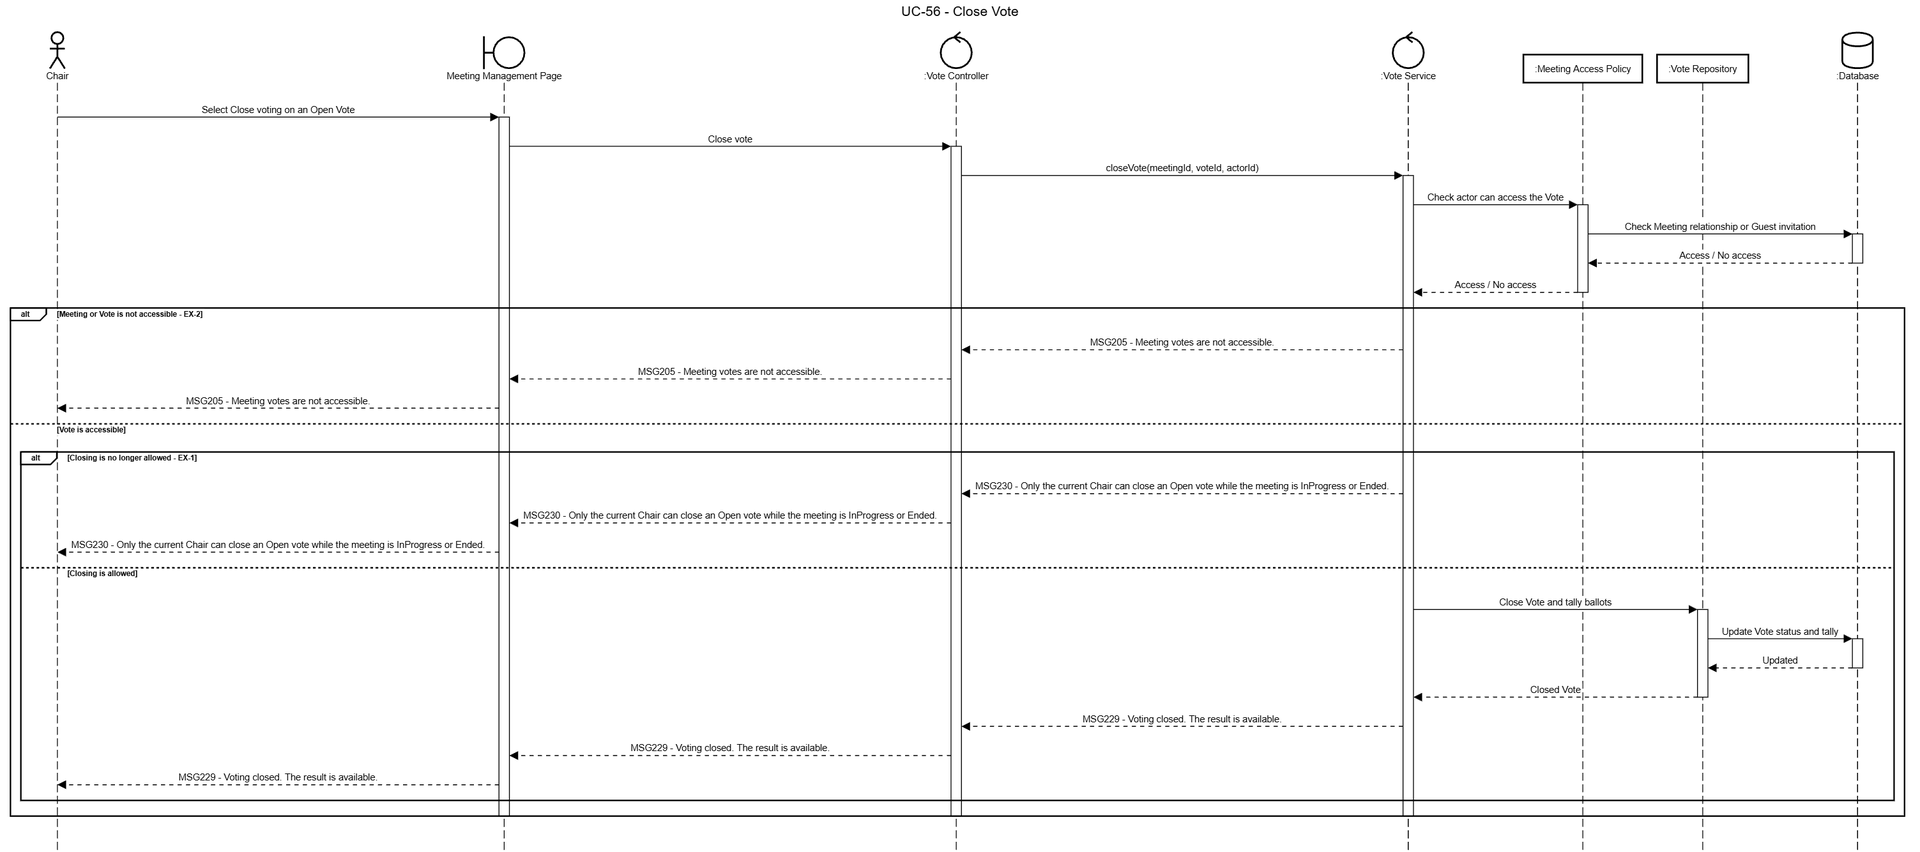 UC-56 - Close Vote
Chair
Meeting Management Page
:Vote Controller
:Vote Service
:Meeting Access Policy
:Vote Repository
:Database
Select Close voting on an Open Vote
Close vote
closeVote(meetingId, voteId, actorId)
Check actor can access the Vote
Check Meeting relationship or Guest invitation
Access / No access
Access / No access
alt
[Meeting or Vote is not accessible - EX-2]
MSG205 - Meeting votes are not accessible.
MSG205 - Meeting votes are not accessible.
MSG205 - Meeting votes are not accessible.
[Vote is accessible]
alt
[Closing is no longer allowed - EX-1]
MSG230 - Only the current Chair can close an Open vote while the meeting is InProgress or Ended.
MSG230 - Only the current Chair can close an Open vote while the meeting is InProgress or Ended.
MSG230 - Only the current Chair can close an Open vote while the meeting is InProgress or Ended.
[Closing is allowed]
Close Vote and tally ballots
Update Vote status and tally
Updated
Closed Vote
MSG229 - Voting closed. The result is available.
MSG229 - Voting closed. The result is available.
MSG229 - Voting closed. The result is available.